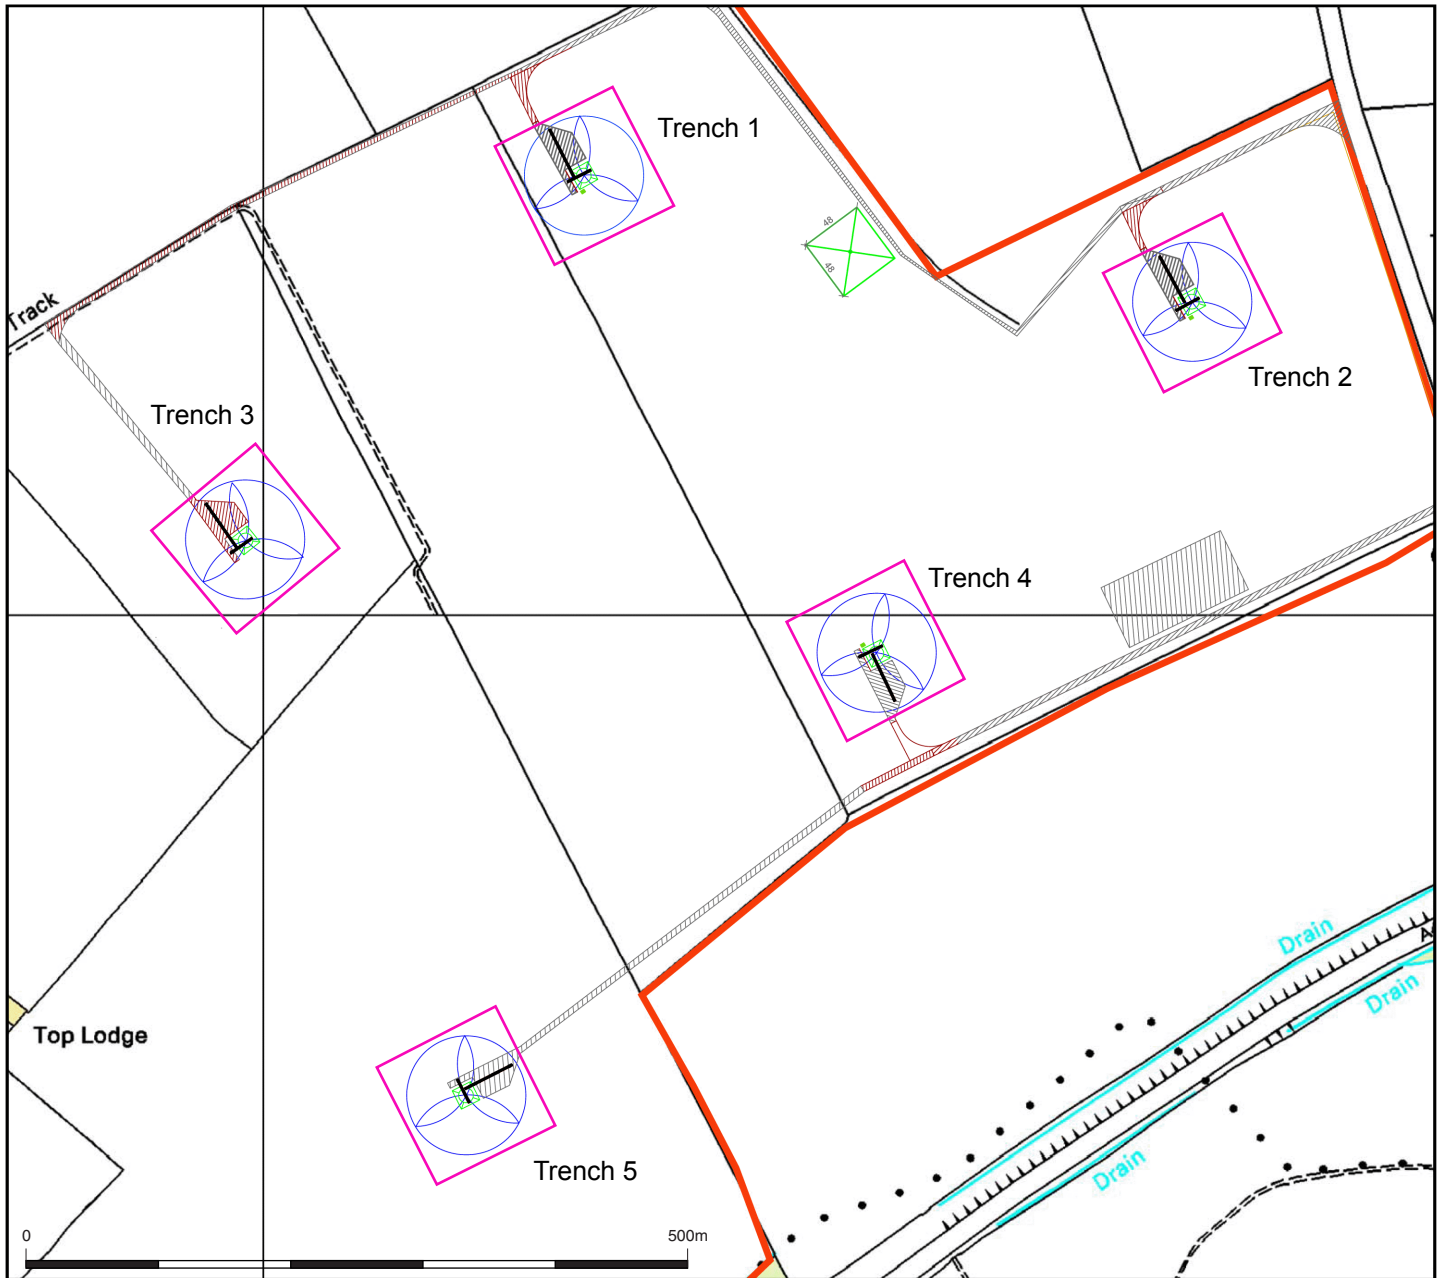 Trench 1
48
48
Track
Trench 2
Trench 3
Trench 4
Drain
Drain
Top Lodge
Drain
Trench 5
0
500m